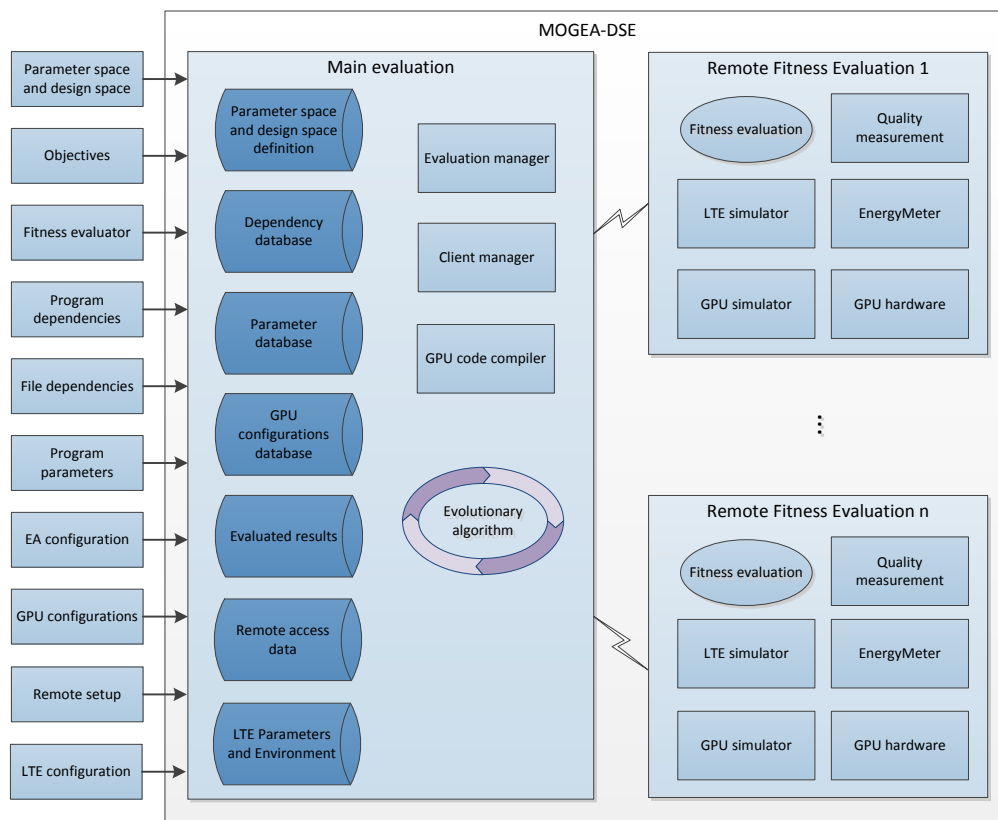 MOGEA-DSE
Parameter space
and design space
Objectives
Fitness evaluator
Program
dependencies
File dependencies
Program
parameters
EA configuration
GPU configurations
Remote setup
LTE configuration
Main evaluation
Parameter space
and design space
definition
Dependency
database
Parameter
database
GPU
configurations
database
Evaluated results
Remote access
data
LTE Parameters
and Environment
Evaluation manager
Client manager
GPU code compiler
Evolutionary
algorithm
Remote Fitness Evaluation 1
Fitness evaluation
Quality
measurement
LTE simulator
EnergyMeter
GPU simulator
GPU hardware
...
Remote Fitness Evaluation n
Fitness evaluation
Quality
measurement
LTE simulator
EnergyMeter
GPU simulator
GPU hardware